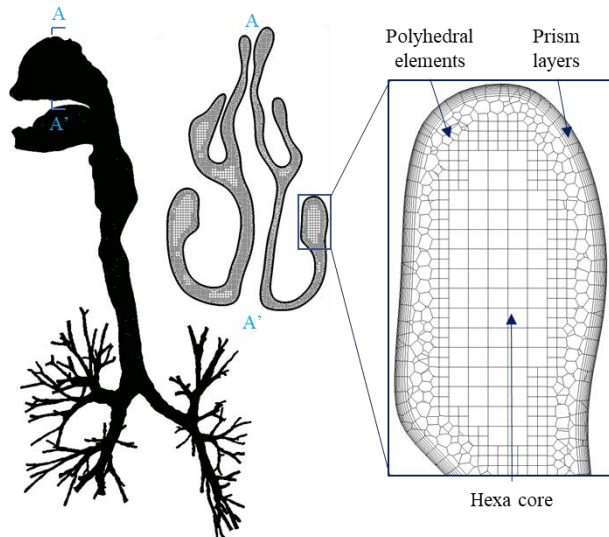 A
A'
A
A'
Polyhedral
elements
Prism
layers
Hexa core